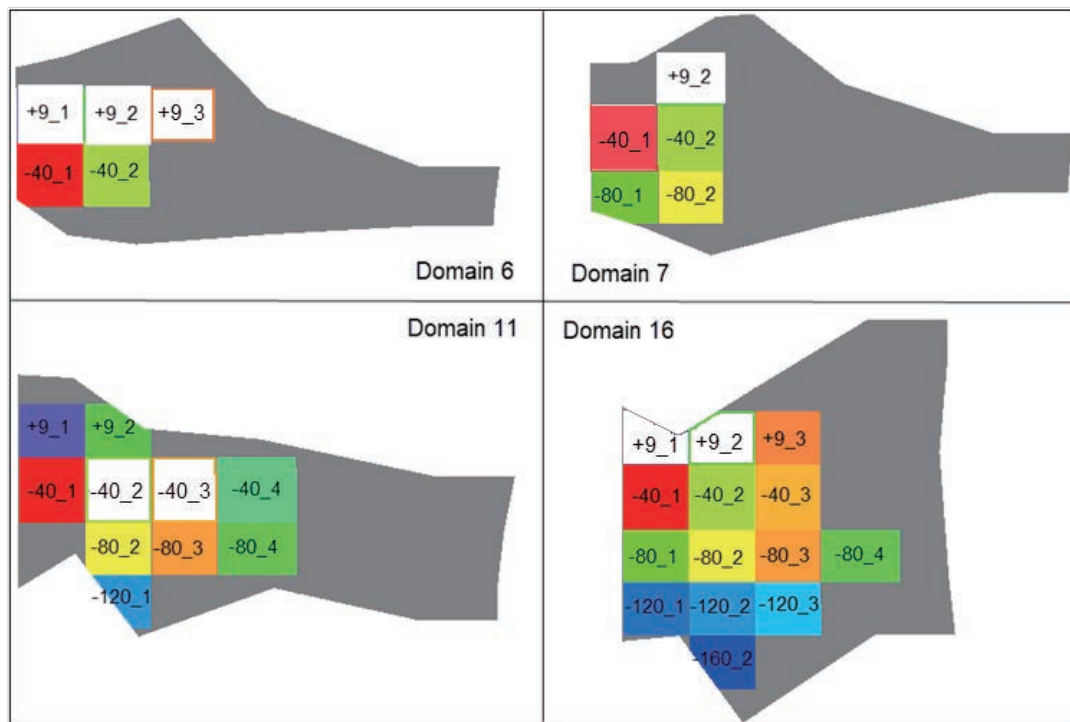 +9_1 +9_2 +9_3
-40_1 -40_2
Domain 6
+9_2
-40_1 -40_2
-80_1 -80_2
Domain 7
Domain 11
+9_1 +9_2
-40_1 -40_2 -40_3 -40_4
-80_2 -80_3 -80_4
-120_1
Domain 16
+9_1 +9_2 +9_3
-40_1 -40_2 -40_3
-80_1 -80_2 -80_3 -80_4
-120_1 -120_2 -120_3
-160_2